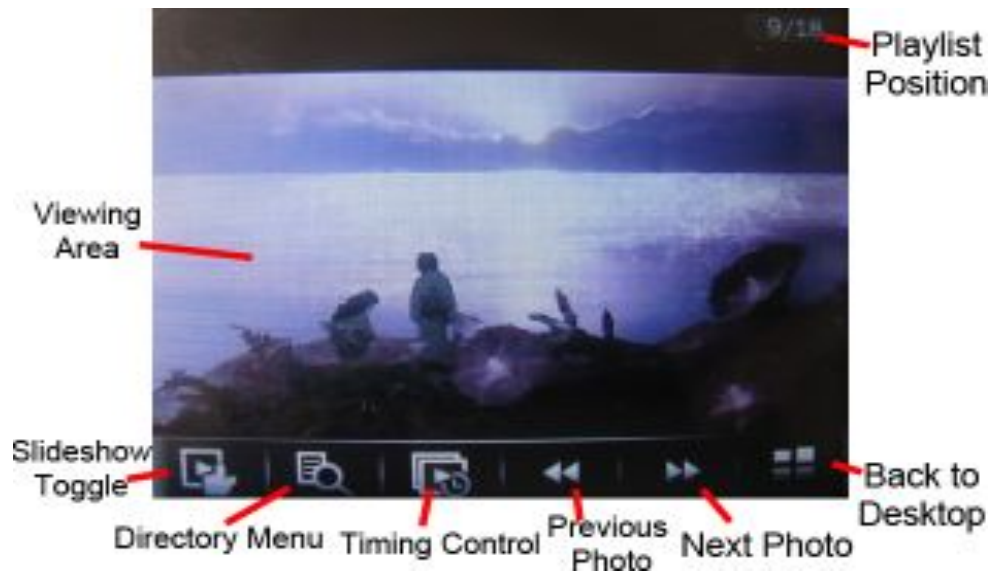 9/18
Playlist
Position
Viewing
Area
Slideshow
Toggle
Directory Menu
Timing Control
Previous
Photo
Next Photo
Back to
Desktop